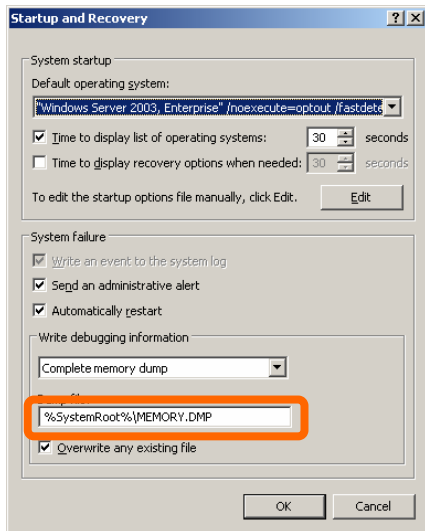 Startup and Recovery
System startup
Default operating system:
"Windows Server 2003, Enterprise" /noexecute=optout /fastdete
Time to display list of operating systems: 30 seconds
Time to display recovery options when needed: 30 seconds
To edit the startup options file manually, click Edit. Edit
System failure
Write an event to the system log
Send an administrative alert
Automatically restart
Write debugging information
Complete memory dump
%SystemRoot%\MEMORY.DMP
Overwrite any existing file
OK Cancel